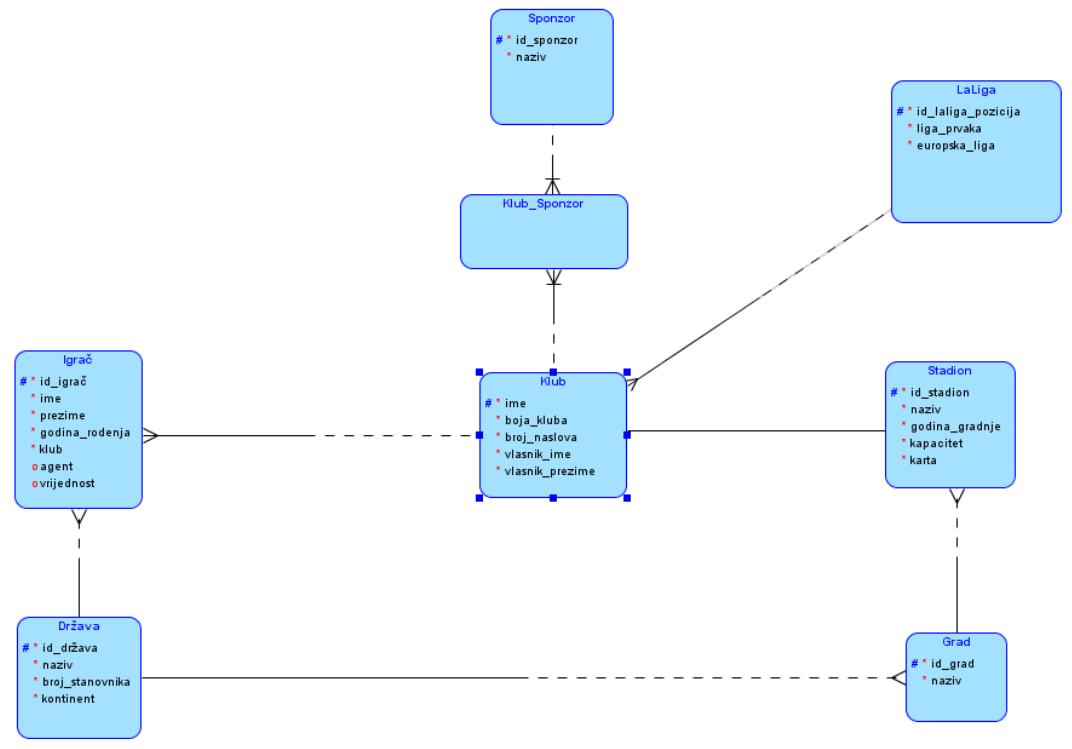 Sponzor
# * id_sponzor
* naziv
LaLiga
# * id_laliga_pozicija
* liga_prvaka
* europska_liga
Klub_Sponzor
Igrač
# * id_igrač
* ime
* prezime
* godina_rođenja
* klub
o agent
o vrijednost
Klub
# * ime
* boja_kluba
* broj_naslova
* vlasnik_ime
* vlasnik_prezime
Stadion
# * id_stadion
* naziv
* godina_gradnje
* kapacitet
* karta
Država
# * id_država
* naziv
* broj_stanovnika
* kontinent
Grad
# * id_grad
* naziv